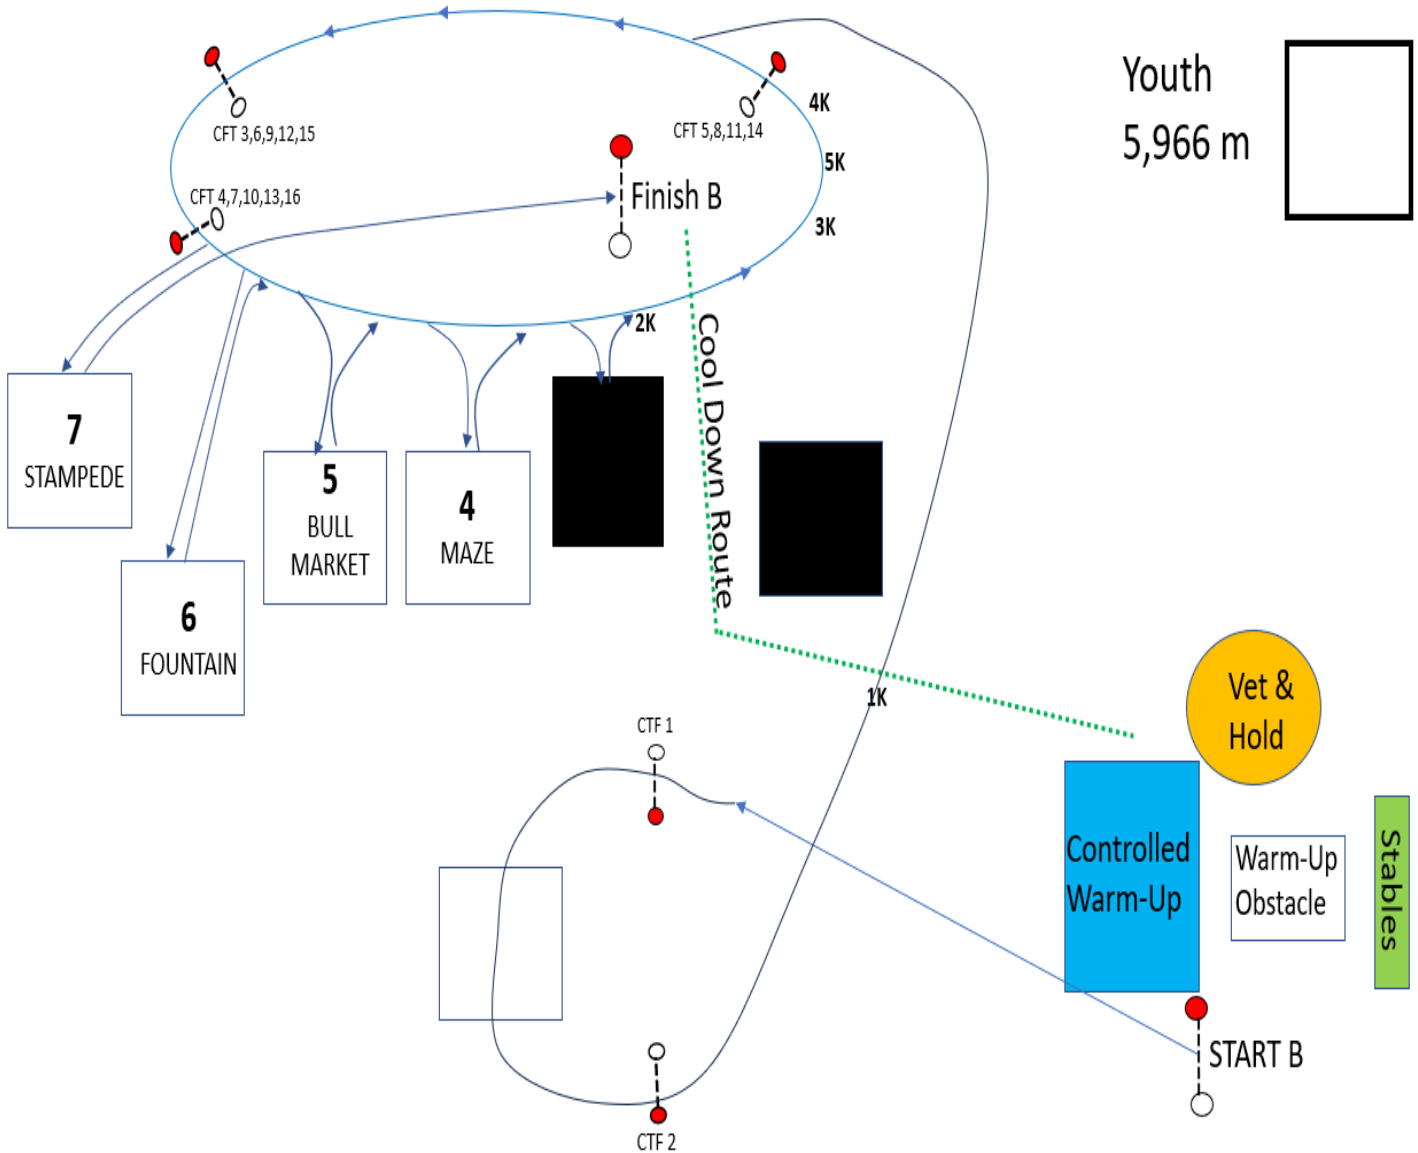 Youth
5,966 m
4K
CFT 3,6,9,12,15
CFT 5,8,11,14
5K
CFT 4,7,10,13,16
Finish B
3K
2K
Cool Down Route
7
STAMPEDE
5
BULL
MARKET
4
MAZE
6
FOUNTAIN
1K
Vet &
Hold
CTF 1
Controlled
Warm-Up
Warm-Up
Obstacle
Stables
START B
CTF 2